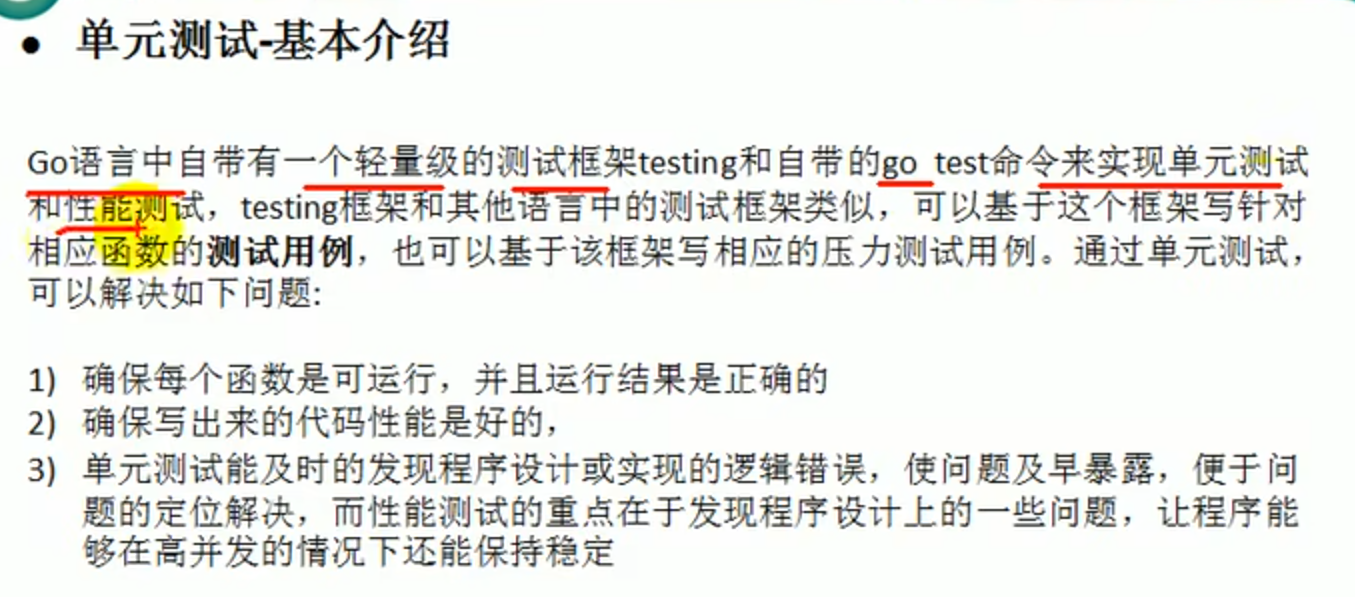 ● 单元测试-基本介绍
Go语言中自带有一个轻量级的测试框架testing和自带的go test命令来实现单元测试
和性能测试，testing框架和其他语言中的测试框架类似，可以基于这个框架写针对
相应函数的测试用例，也可以基于该框架写相应的压力测试用例。通过单元测试，
可以解决如下问题:
1) 确保每个函数是可运行，并且运行结果是正确的
2) 确保写出来的代码性能是好的，
3) 单元测试能及时的发现程序设计或实现的逻辑错误，使问题及早暴露，便于问
题的定位解决，而性能测试的重点在于发现程序设计上的一些问题，让程序能
够在高并发的情况下还能保持稳定